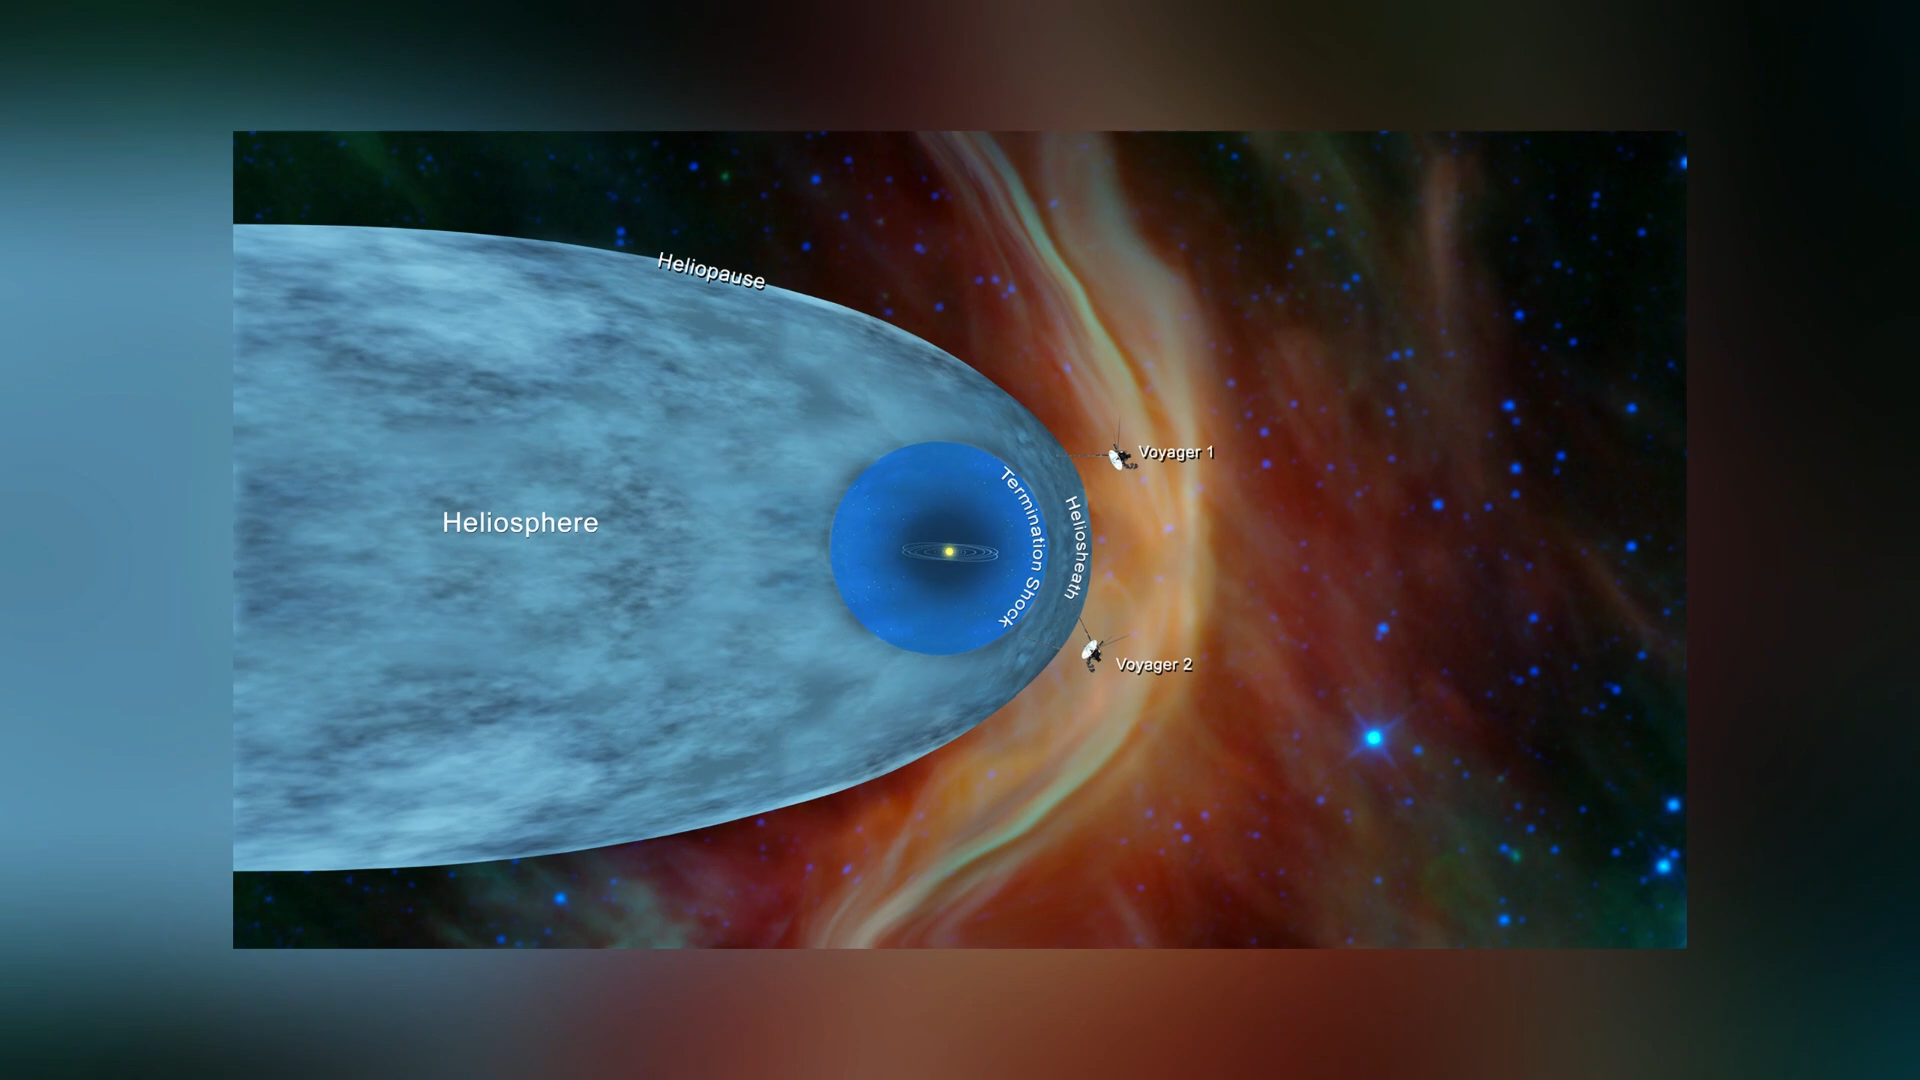 Heliopause
Voyager 1
Heliosphere
Termination Shock
Heliosheath
Voyager 2